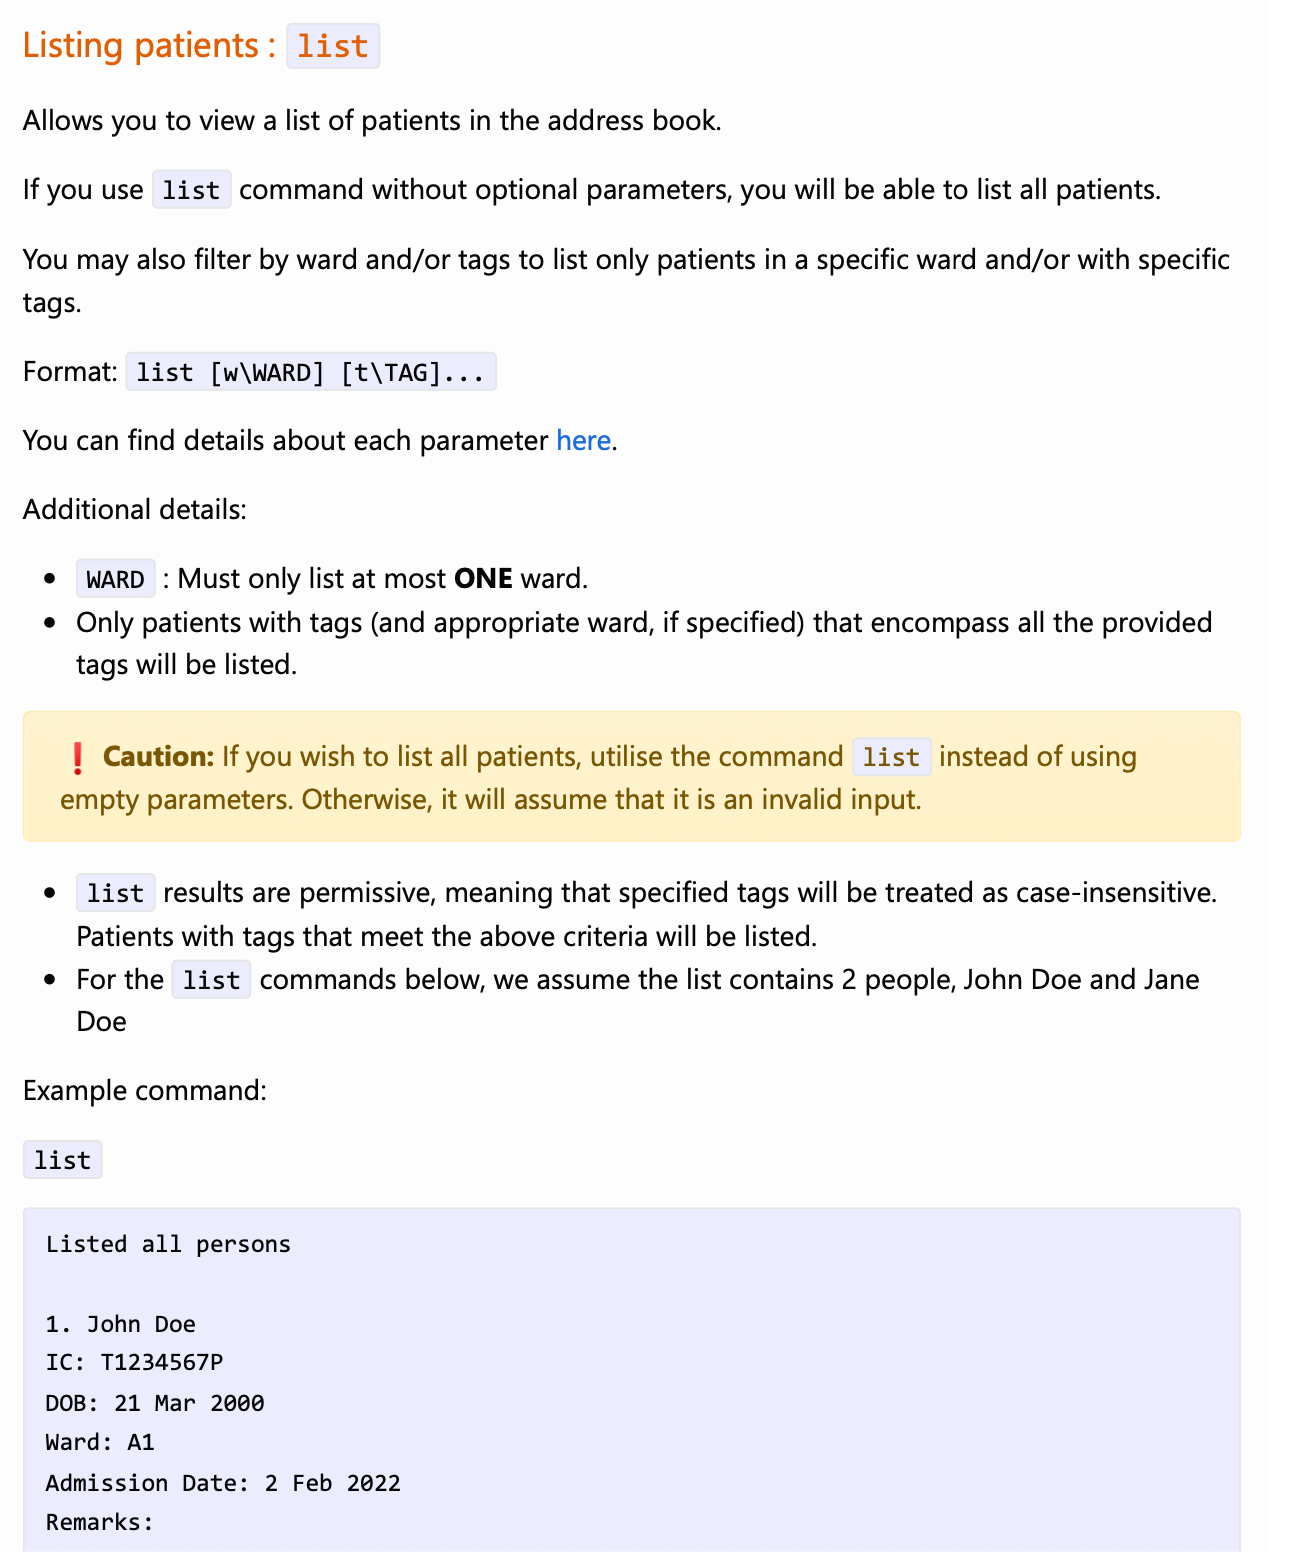 Listing patients : list
Allows you to view a list of patients in the address book.
If you use list command without optional parameters, you will be able to list all patients.
You may also filter by ward and/or tags to list only patients in a specific ward and/or with specific
tags.
Format: list [w\WARD] [t\TAG]...
You can find details about each parameter here.
Additional details:
• WARD : Must only list at most ONE ward.
• Only patients with tags (and appropriate ward, if specified) that encompass all the provided
tags will be listed.
❗ Caution: If you wish to list all patients, utilise the command list instead of using
empty parameters. Otherwise, it will assume that it is an invalid input.
• list results are permissive, meaning that specified tags will be treated as case-insensitive.
Patients with tags that meet the above criteria will be listed.
• For the list commands below, we assume the list contains 2 people, John Doe and Jane
Doe
Example command:
list
Listed all persons
1. John Doe
IC: T1234567P
DOB: 21 Mar 2000
Ward: A1
Admission Date: 2 Feb 2022
Remarks: